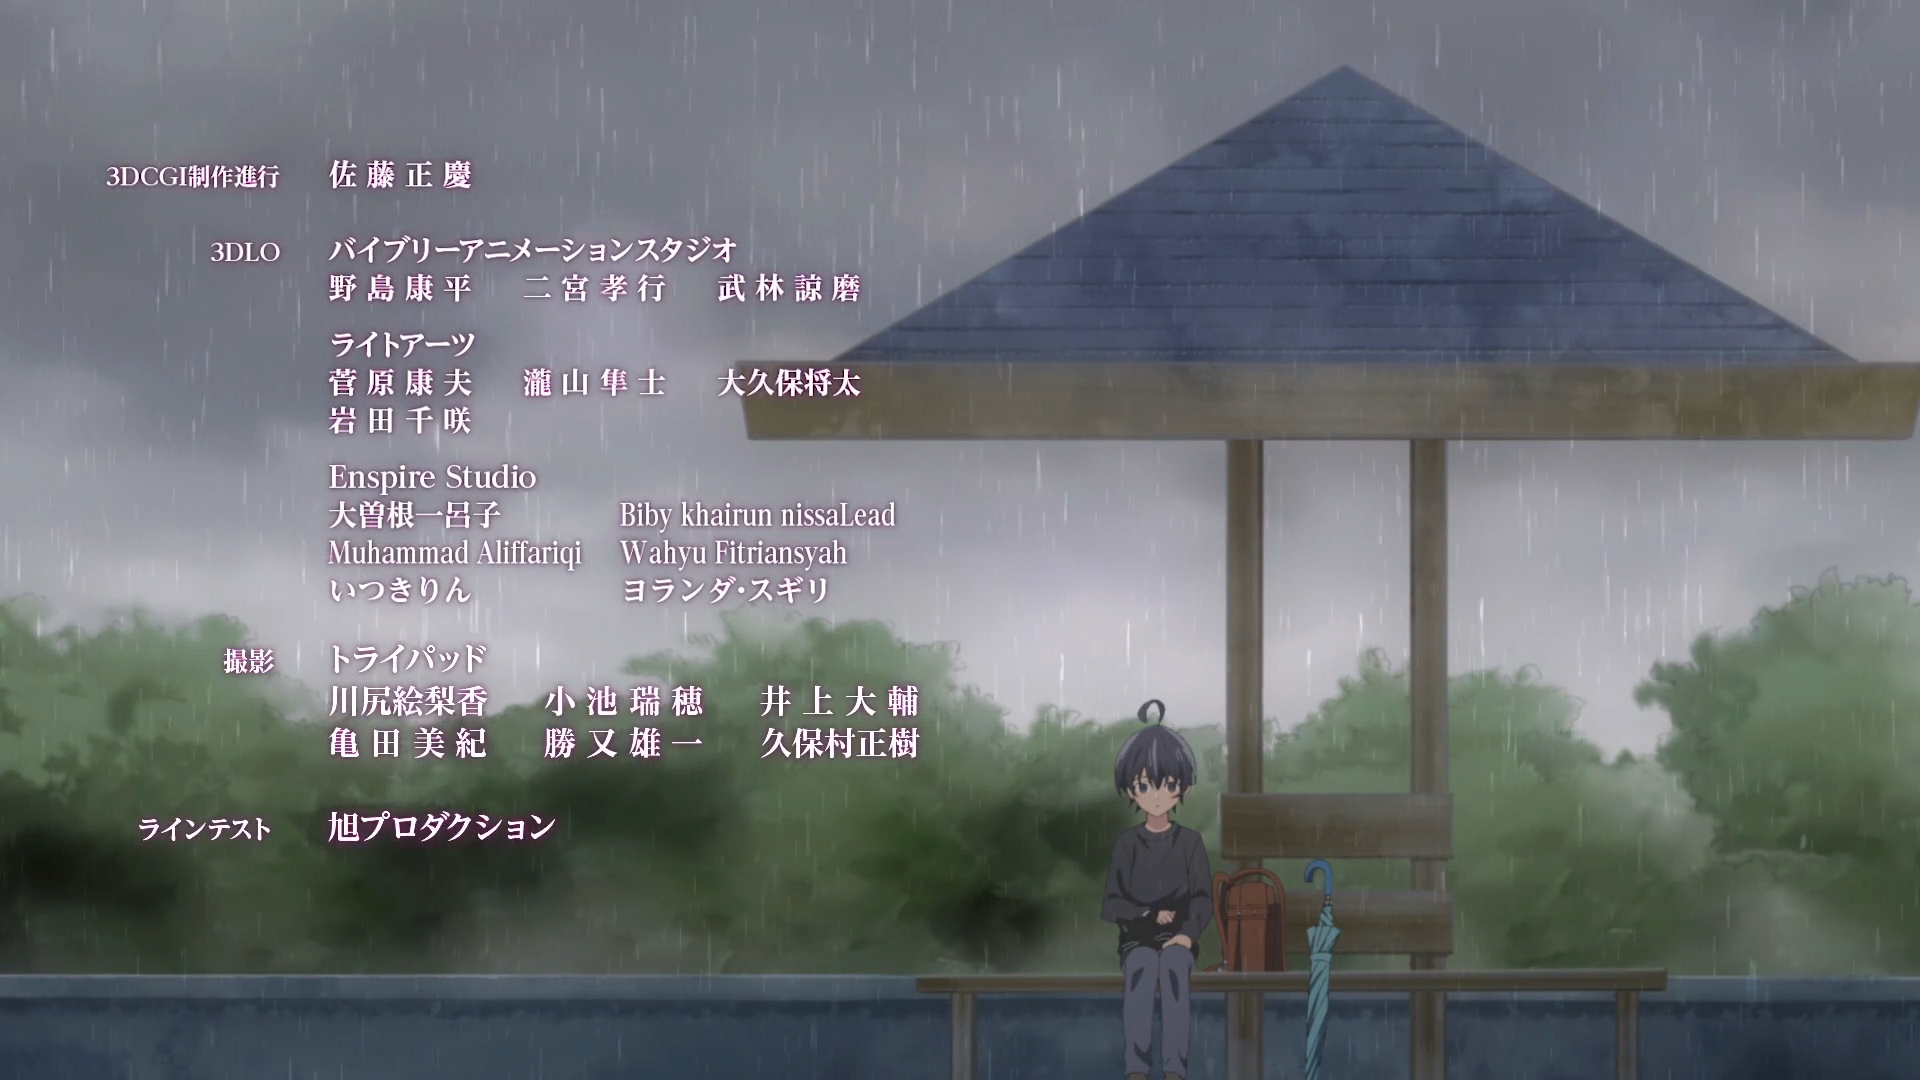 3DCGI制作進行 佐藤正慶
3DLO バイブリーアニメーションスタジオ
野島康平 二宮孝行 武林諒磨
ライトアーツ
菅原康夫 瀧山隼士 大久保将太
岩田千咲
Enspire Studio
大曽根一呂子 Biby khairun nissaLead
Muhammad Aliffariqi Wahyu Fitriansyah
いつきりん ヨランダ・スギリ
撮影 トライパッド
川尻絵梨香 小池瑞穂 井上大輔
亀田美紀 勝又雄一 久保村正樹
ラインテスト 旭プロダクション